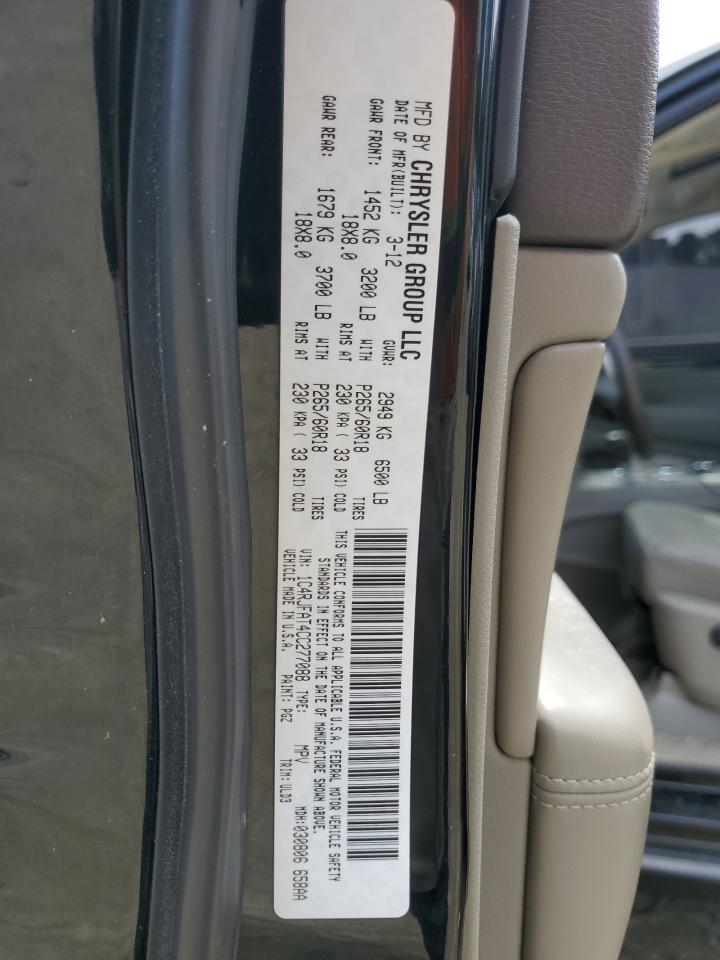 MFD BY CHRYSLER GROUP LLC
DATE OF MFR(BUILT): 3-12 GVWR: 2949 KG 6500 LB
GAWR FRONT: 1452 KG 3200 LB WITH P265/60R18 TIRES
18X8.0 RIMS AT 230 KPA ( 33 PSI) COLD
GAWR REAR: 1679 KG 3700 LB WITH P265/60R18 TIRES
18X8.0 RIMS AT 230 KPA ( 33 PSI) COLD
THIS VEHICLE CONFORMS TO ALL APPLICABLE U.S.A. FEDERAL MOTOR VEHICLE SAFETY
STANDARDS IN EFFECT ON THE DATE OF MANUFACTURE SHOWN ABOVE.
VIN: 1C4RJFAT4CC277088 TYPE: MPV MDH:030806 658AA
VEHICLE MADE IN U.S.A. PAINT: PGZ TRIM:ULD3